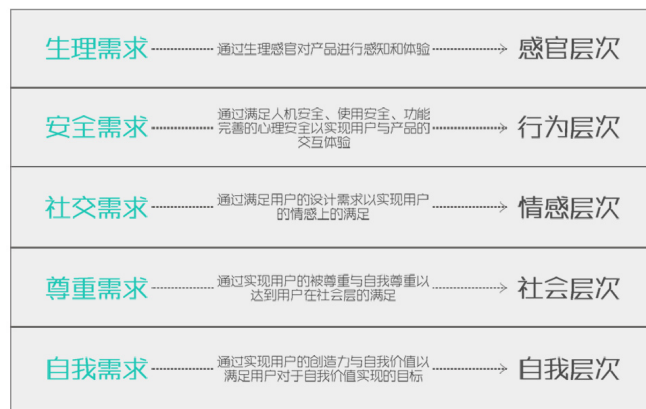 生理需求 通过生理感官对产品进行感知和体验 感官层次
通过满足人机安全、使用安全、功能
安全需求 完善的心理安全以实现用户与产品的 行为层次
交互体验
社交需求 通过满足用户的设计需求以实现用户 情感层次
的情感上的满足
尊重需求 通过实现用户的被尊重与自我尊重以 社会层次
达到用户在社会层的满足
自我需求 通过实现用户的创造力与自我价值以 自我层次
满足用户对于自我价值实现的目标